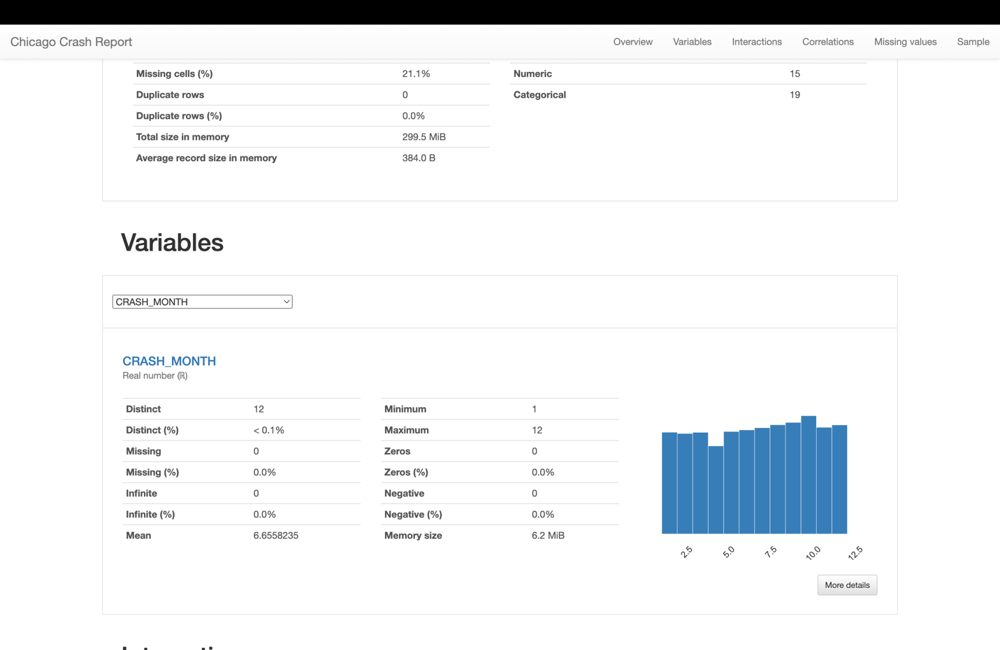 Chicago Crash Report
Overview Variables Interactions Correlations Missing values Sample
Missing cells (%) 21.1%
Duplicate rows 0
Duplicate rows (%) 0.0%
Total size in memory 299.5 MiB
Average record size in memory 384.0 B
Numeric 15
Categorical 19
Variables
CRASH_MONTH
CRASH_MONTH
Real number (ℝ)
Distinct 12
Distinct (%) < 0.1%
Missing 0
Missing (%) 0.0%
Infinite 0
Infinite (%) 0.0%
Mean 6.6558235
Minimum 1
Maximum 12
Zeros 0
Zeros (%) 0.0%
Negative 0
Negative (%) 0.0%
Memory size 6.2 MiB
2.5 5.0 7.5 10.0 12.5
More details